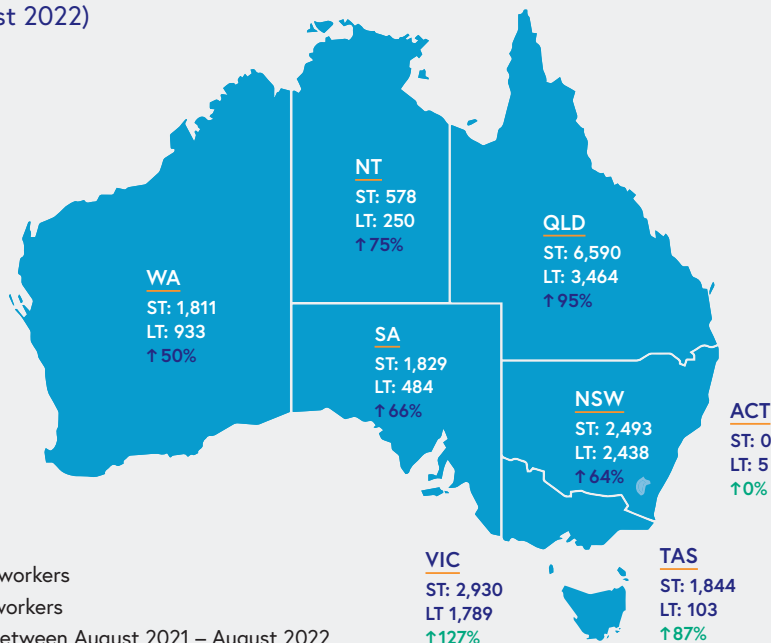 2022)
NT
ST: 578
LT: 250
↑75%
QLD
ST: 6,590
LT: 3,464
↑95%
WA
ST: 1,811
LT: 933
↑50%
SA
ST: 1,829
LT: 484
↑66%
NSW
ST: 2,493
LT: 2,438
↑64%
ACT
ST: 0
LT: 5
↑0%
VIC
ST: 2,930
LT 1,789
↑127%
TAS
ST: 1,844
LT: 103
↑87%
workers
workers
between August 2021 – August 2022